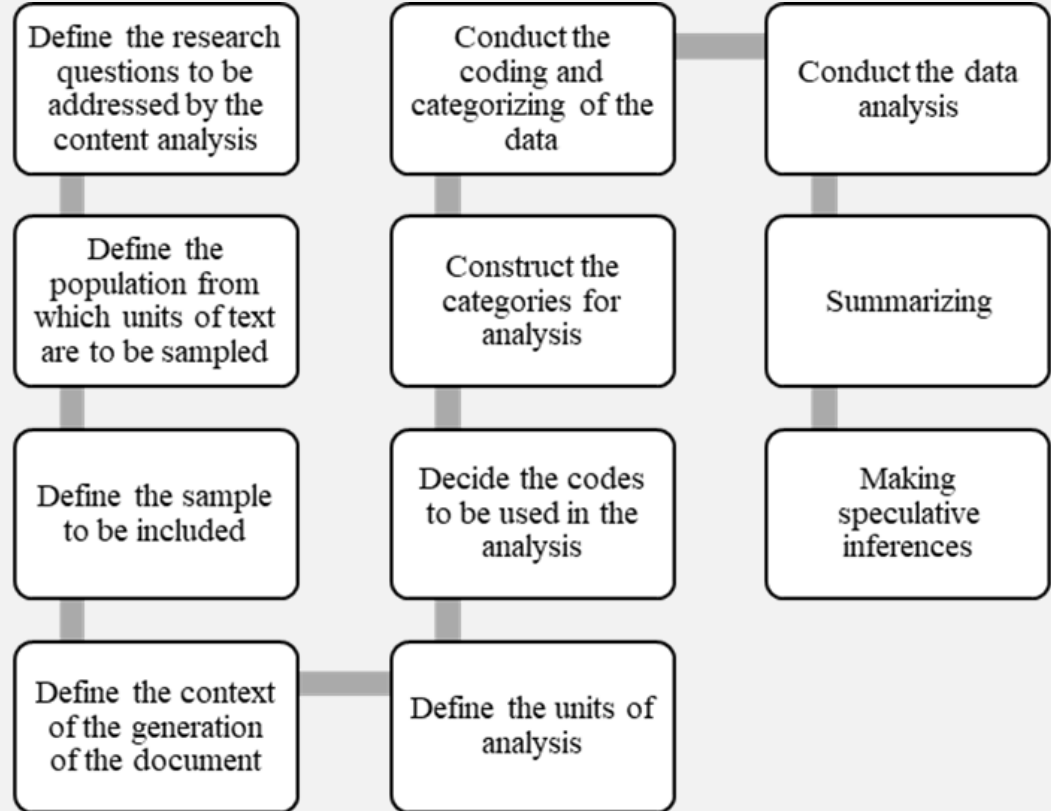 Define the research
questions to be
addressed by the
content analysis
Define the
population from
which units of text
are to be sampled
Define the sample
to be included
Define the context
of the generation
of the document
Define the units of
analysis
Decide the codes
to be used in the
analysis
Construct the
categories for
analysis
Conduct the
coding and
categorizing of the
data
Conduct the data
analysis
Summarizing
Making
speculative
inferences